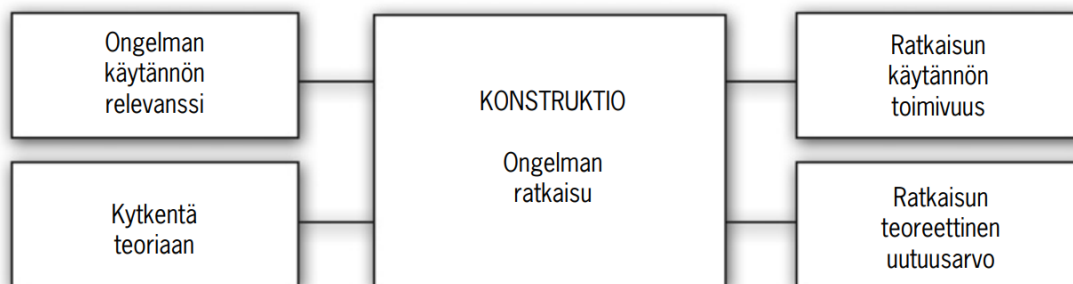 Ongelman
käytännön
relevanssi
Kytkentä
teoriaan
KONSTRUKTIO
Ongelman
ratkaisu
Ratkaisun
käytännön
toimivuus
Ratkaisun
teoreettinen
uutuusarvo